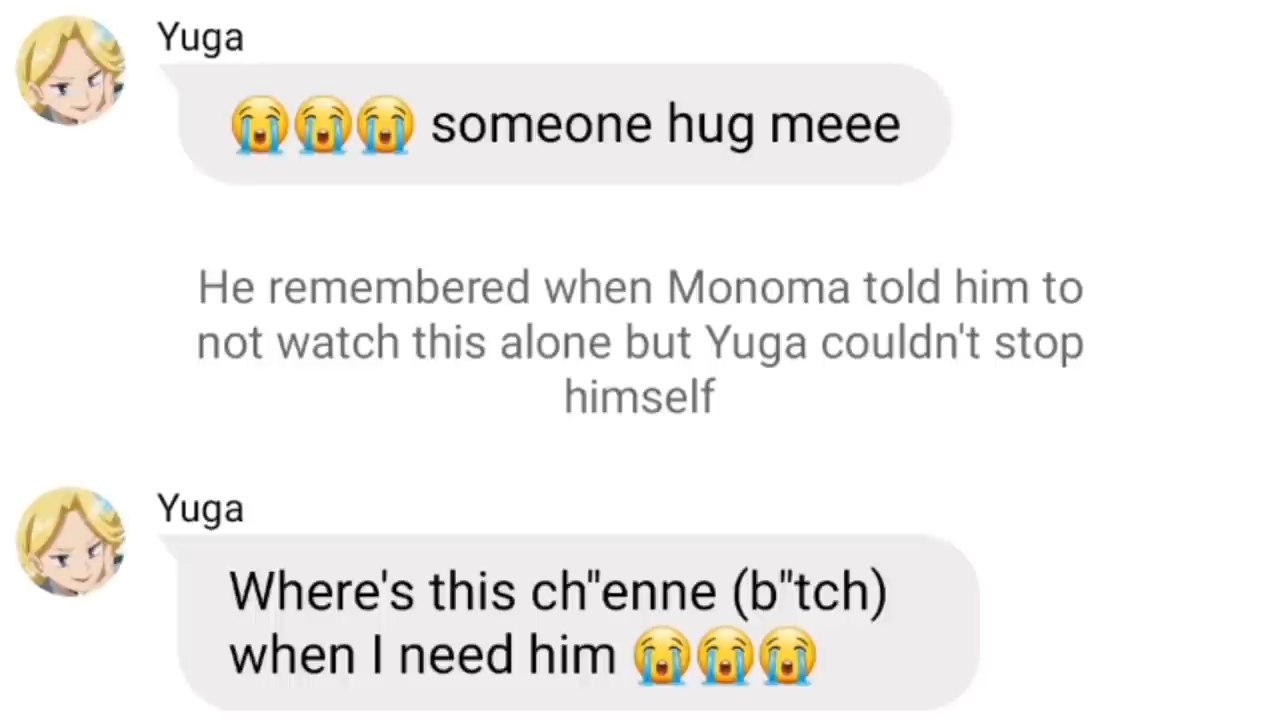 Yuga
😭😭😭 someone hug meee
He remembered when Monoma told him to
not watch this alone but Yuga couldn't stop
himself
Yuga
Where's this ch"enne (b"tch)
when I need him 😭😭😭